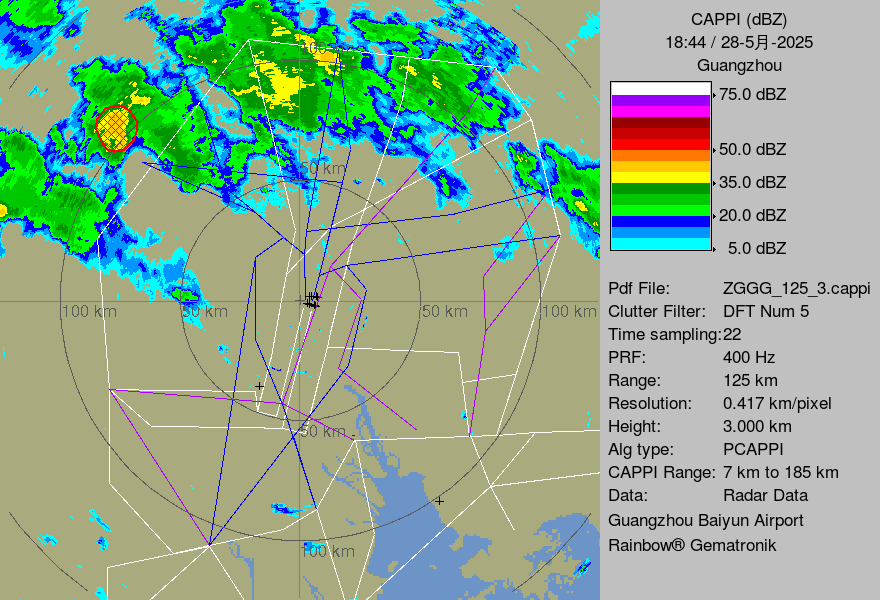 CAPPI (dBZ)
18:44 / 28-5月-2025
Guangzhou
75.0 dBZ
50.0 dBZ
35.0 dBZ
20.0 dBZ
5.0 dBZ
Pdf File: ZGGG_125_3.cappi
Clutter Filter: DFT Num 5
Time sampling:22
PRF: 400 Hz
Range: 125 km
Resolution: 0.417 km/pixel
Height: 3.000 km
Alg type: PCAPPI
CAPPI Range: 7 km to 185 km
Data: Radar Data
Guangzhou Baiyun Airport
Rainbow® Gematronik
100 km
50 km
100 km
50 km
50 km
100 km
50 km
100 km